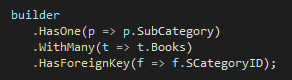 builder
.HasOne(p => p.SubCategory)
.WithMany(t => t.Books)
.HasForeignKey(f => f.SCategoryID);